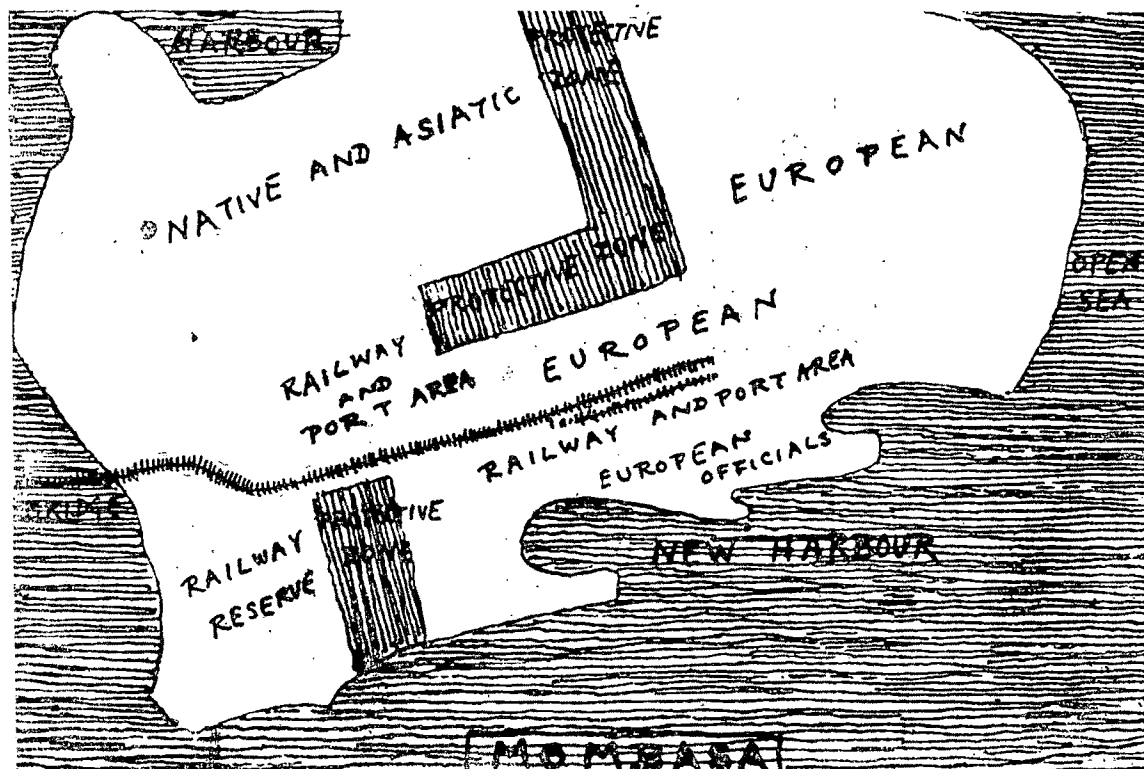 HARBOUR
PROTECTIVE
ZONE
NATIVE AND ASIATIC
EUROPEAN
PROTECTIVE ZONE
OPEN
SEA
EUROPEAN
RAILWAY
AND
PORT AREA
RAILWAY AND PORT AREA
EUROPEAN
OFFICIALS
BRIDGE
PROTECTIVE
ZONE
NEW HARBOUR
RAILWAY
RESERVE
MOMBASA